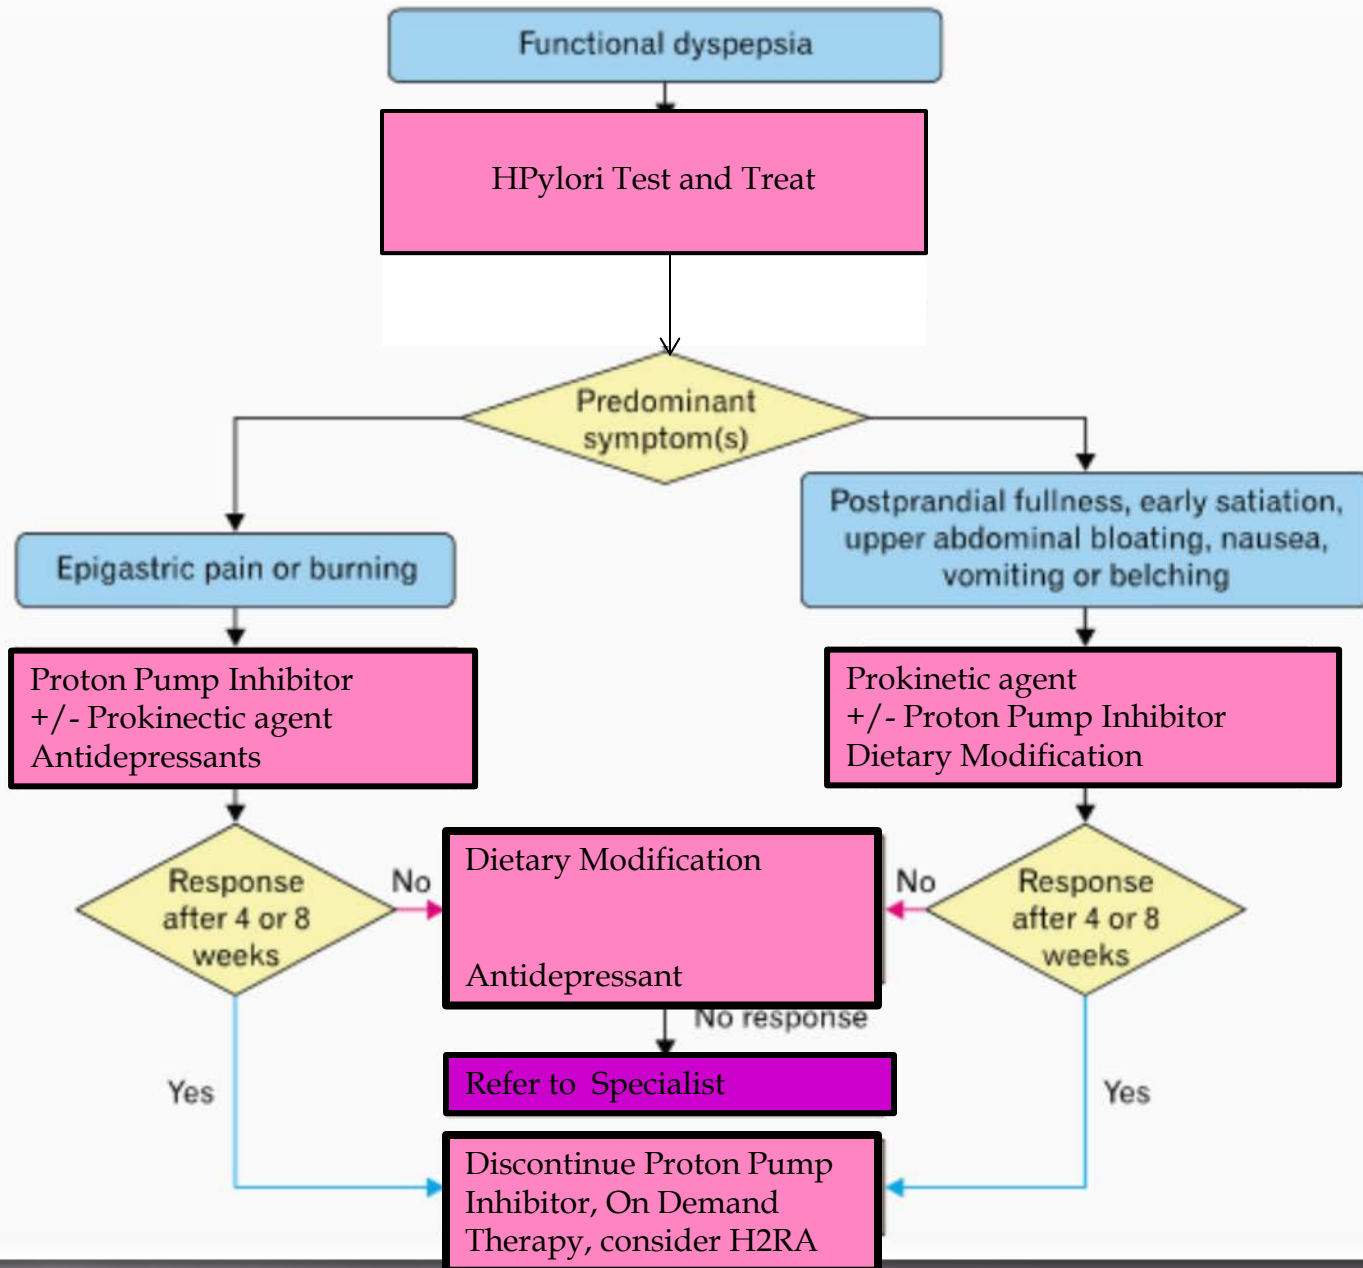 Functional dyspepsia
HPylori Test and Treat
Predominant
symptom(s)
Epigastric pain or burning
Postprandial fullness, early satiation,
upper abdominal bloating, nausea,
vomiting or belching
Proton Pump Inhibitor
+/- Prokinectic agent
Antidepressants
Prokinetic agent
+/- Proton Pump Inhibitor
Dietary Modification
Response
after 4 or 8
weeks
No
Dietary Modification
Antidepressant
No
Response
after 4 or 8
weeks
No response
Refer to Specialist
Yes
Yes
Discontinue Proton Pump
Inhibitor, On Demand
Therapy, consider H2RA